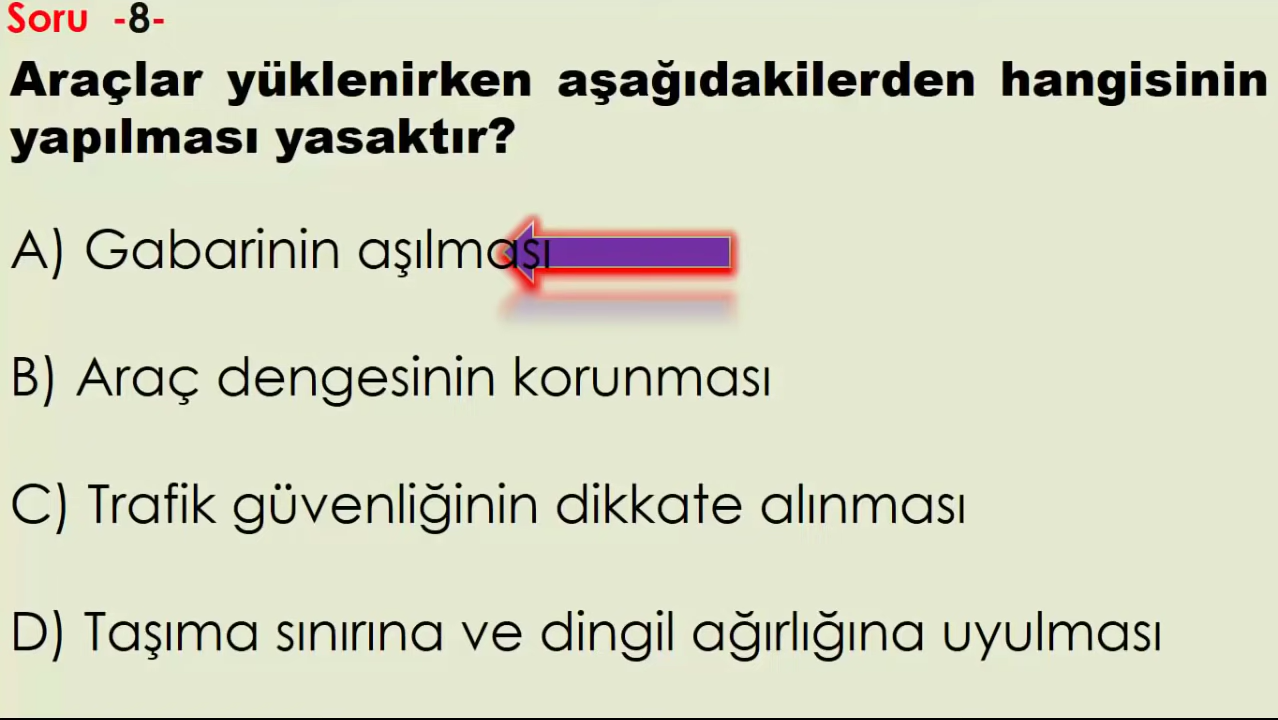 Soru -8-
Araçlar yüklenirken aşağıdakilerden hangisinin
yapılması yasaktır?
A) Gabarinin aşılması
B) Araç dengesinin korunması
C) Trafik güvenliğinin dikkate alınması
D) Taşıma sınırına ve dingil ağırlığına uyulması